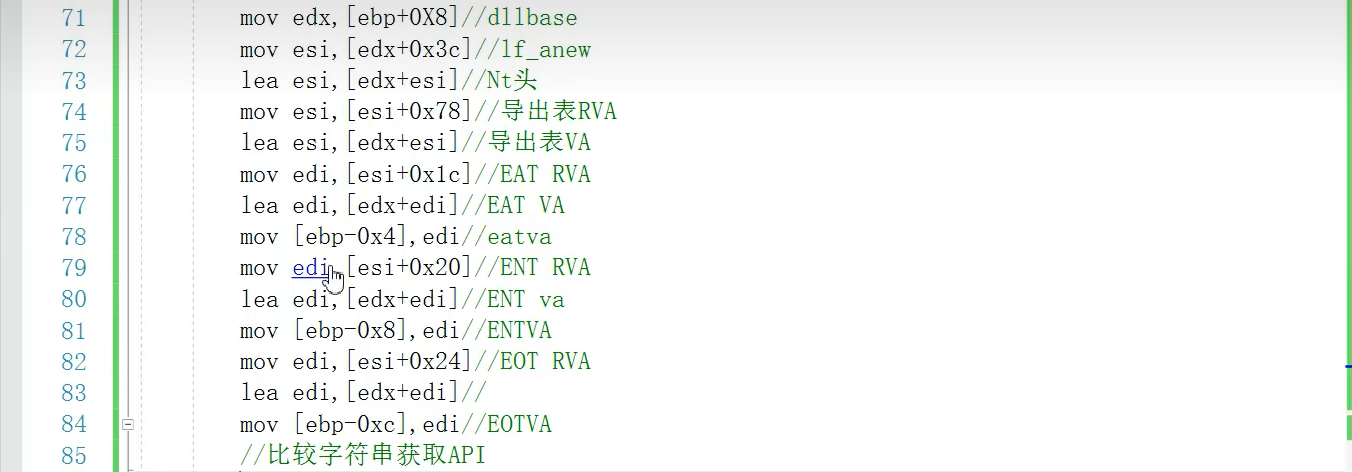 71 mov edx,[ebp+0X8]//dllbase
72 mov esi,[edx+0x3c]//lf_anew
73 lea esi,[edx+esi]//Nt头
74 mov esi,[esi+0x78]//导出表RVA
75 lea esi,[edx+esi]//导出表VA
76 mov edi,[esi+0x1c]//EAT RVA
77 lea edi,[edx+edi]//EAT VA
78 mov [ebp-0x4],edi//eatva
79 mov edi,[esi+0x20]//ENT RVA
80 lea edi,[edx+edi]//ENT va
81 mov [ebp-0x8],edi//ENTVA
82 mov edi,[esi+0x24]//EOT RVA
83 lea edi,[edx+edi]//
84 mov [ebp-0xc],edi//EOTVA
85 //比较字符串获取API